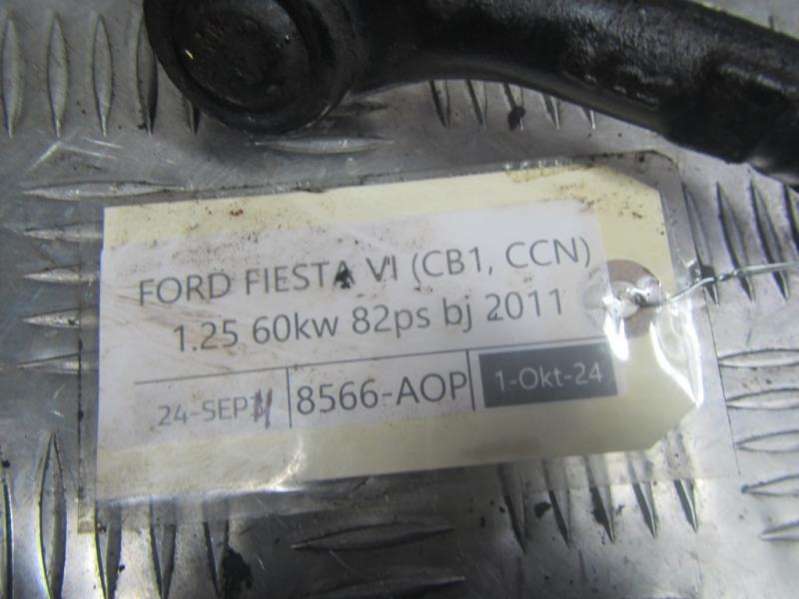 FORD FIESTA VI (CB1, CCN)
1.25 60kw 82ps bj 2011
24-SEP 8566-AOP 1-Okt-24